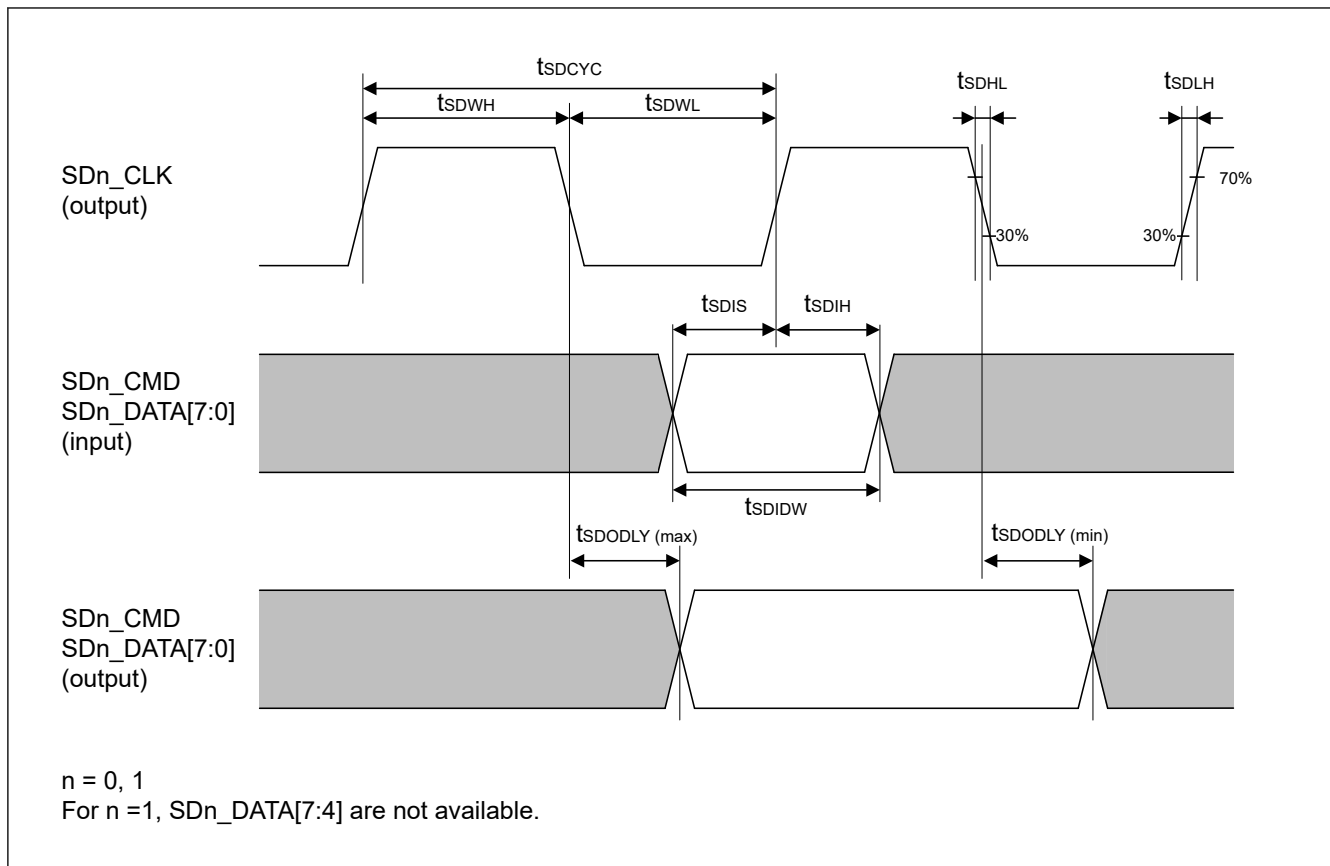 tSDCYC
tSDWH
tSDWL
tSDHL
tSDLH
SDn_CLK
(output)
70%
30%
30%
tSDIS
tSDIH
SDn_CMD
SDn_DATA[7:0]
(input)
tSDIDW
tSDODLY (max)
tSDODLY (min)
SDn_CMD
SDn_DATA[7:0]
(output)
n = 0, 1
For n =1, SDn_DATA[7:4] are not available.